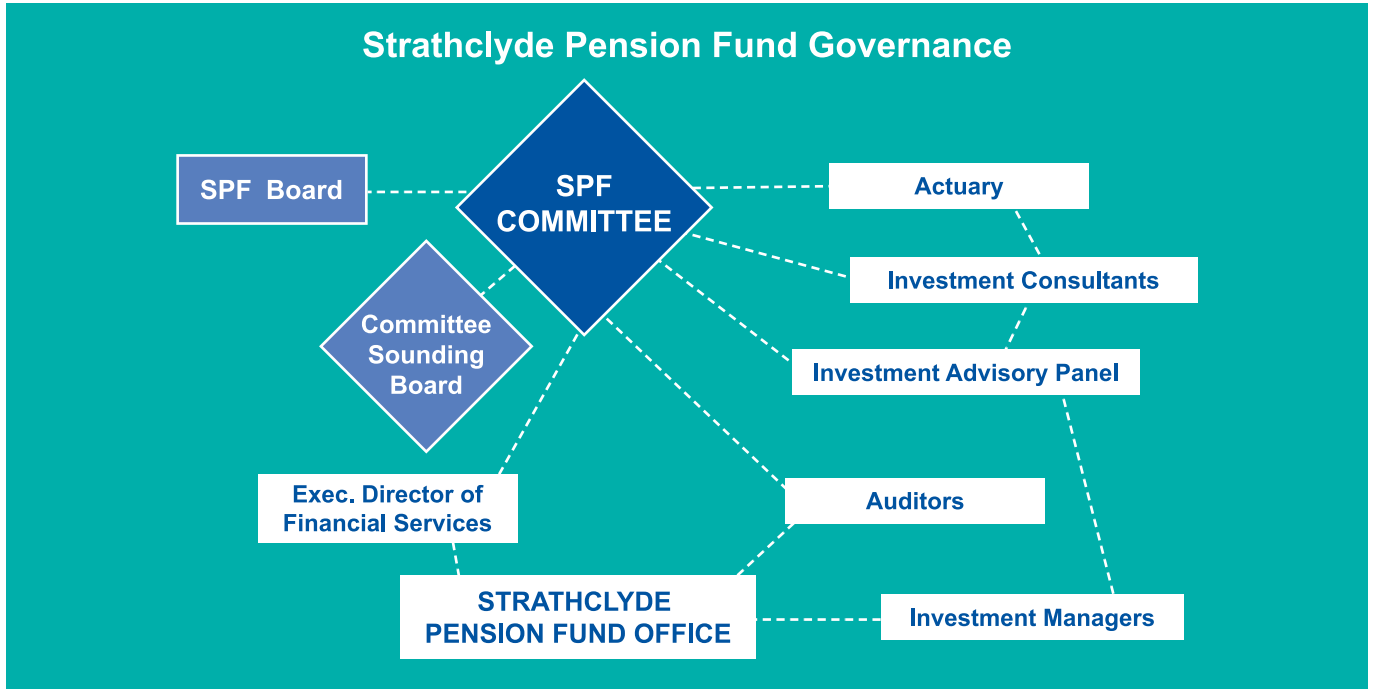 Strathclyde Pension Fund Governance
SPF Board
SPF
COMMITTEE
Actuary
Investment Consultants
Committee
Sounding
Board
Investment Advisory Panel
Exec. Director of
Financial Services
Auditors
STRATHCLYDE
PENSION FUND OFFICE
Investment Managers